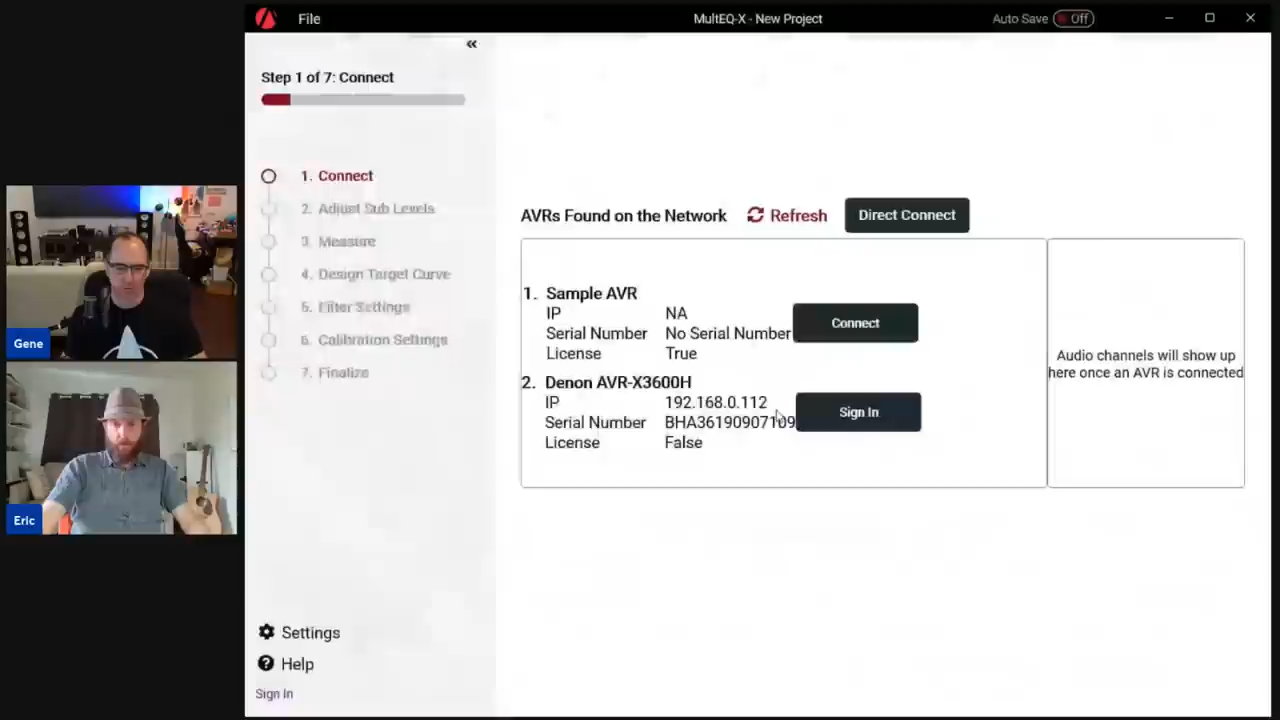 File
MultEQ-X - New Project
Auto Save Off
Step 1 of 7: Connect
1. Connect
2. Adjust Sub Levels
3. Measure
4. Design Target Curve
5. Filter Settings
6. Calibration Settings
7. Finalize
Settings
Help
Sign In
AVRs Found on the Network
Refresh
Direct Connect
1. Sample AVR
IP NA
Serial Number No Serial Number
License True
Connect
2. Denon AVR-X3600H
IP 192.168.0.112
Serial Number BHA36190907109
License False
Sign In
Audio channels will show up
here once an AVR is connected
Gene
Eric